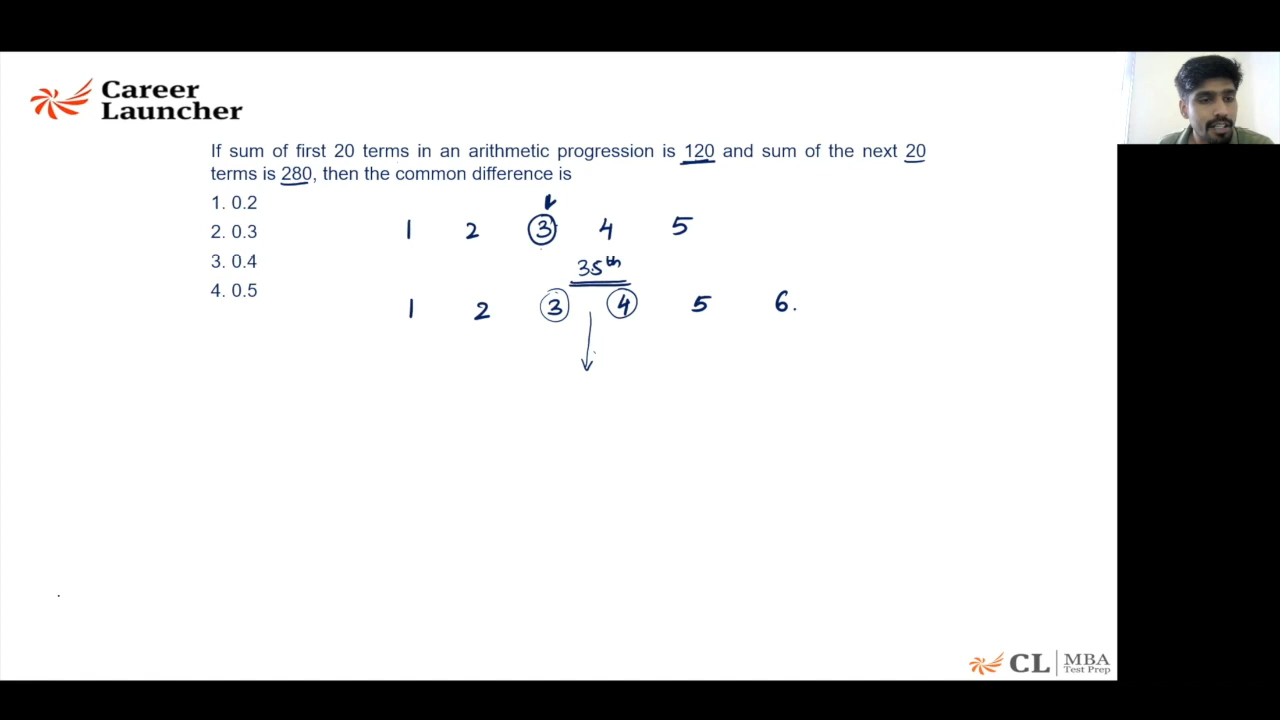 Career
Launcher
If sum of first 20 terms in an arithmetic progression is 120 and sum of the next 20
terms is 280, then the common difference is
1. 0.2
2. 0.3
3. 0.4
4. 0.5
1 2 3 4 5
35th
1 2 3 4 5 6.
CL MBA
Test Prep